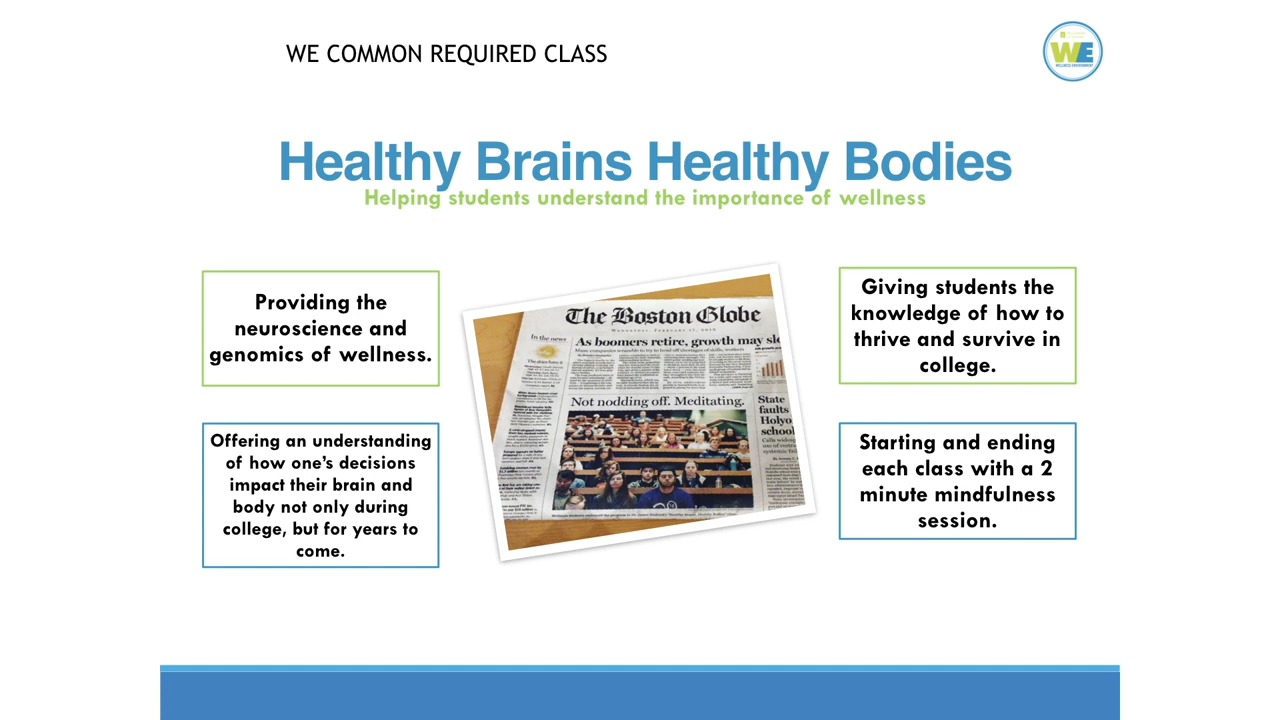 WE COMMON REQUIRED CLASS
WE
WELLNESS ENVIRONMENT
Healthy Brains Healthy Bodies
Helping students understand the importance of wellness
Providing the
neuroscience and
genomics of wellness.
Offering an understanding
of how one’s decisions
impact their brain and
body not only during
college, but for years to
come.
The Boston Globe
In the news
As boomers retire, growth may
Not nodding off. Meditating.
State
faults
Holyo
school
Giving students the
knowledge of how to
thrive and survive in
college.
Starting and ending
each class with a 2
minute mindfulness
session.